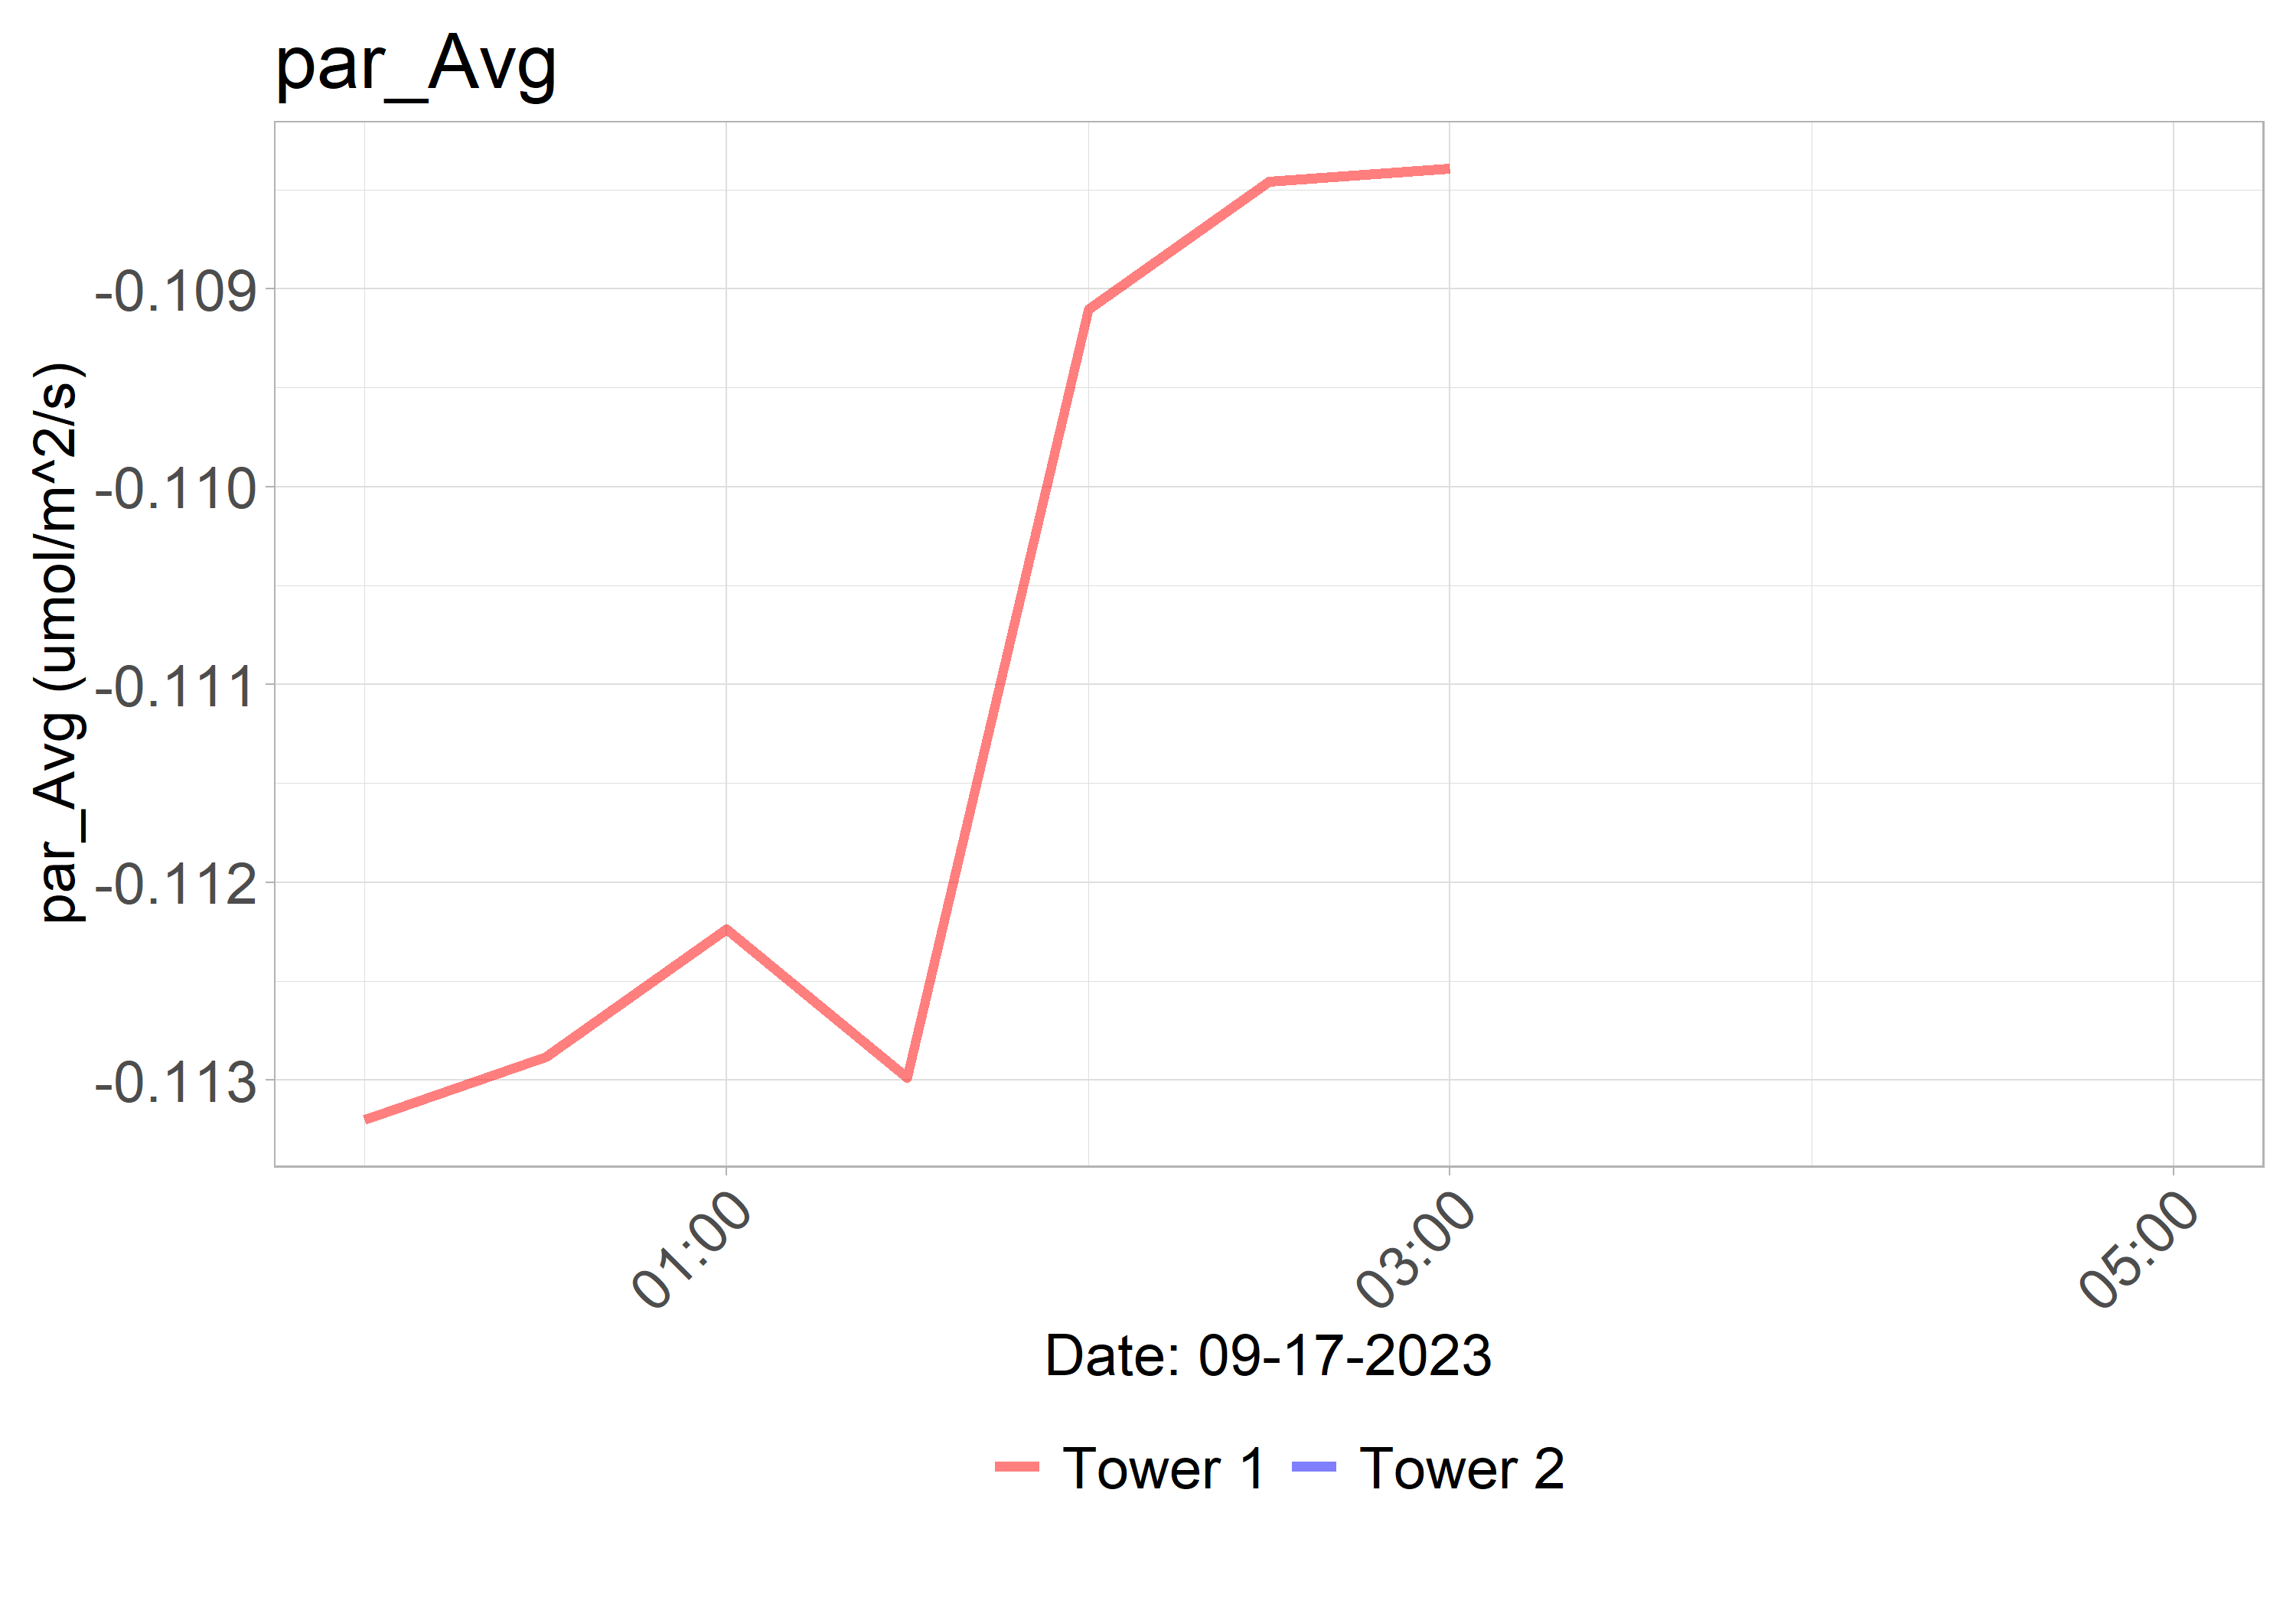 par_Avg
par_Avg (umol/m^2/s)
-0.109
-0.110
-0.111
-0.112
-0.113
01:00
03:00
05:00
Date: 09-17-2023
Tower 1
Tower 2